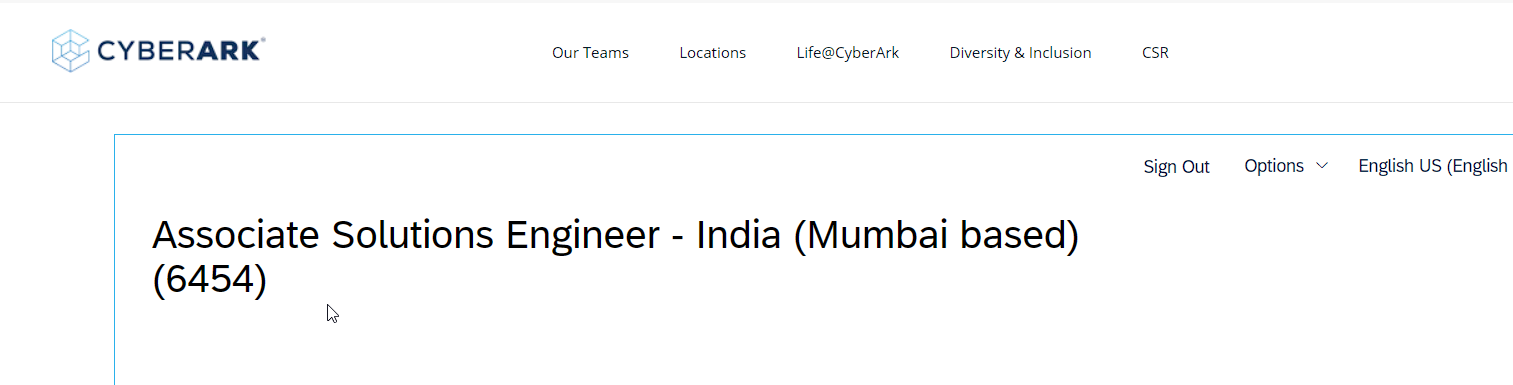 CYBERARK®
Our Teams Locations Life@CyberArk Diversity & Inclusion CSR
Sign Out Options English US (English
Associate Solutions Engineer - India (Mumbai based)
(6454)